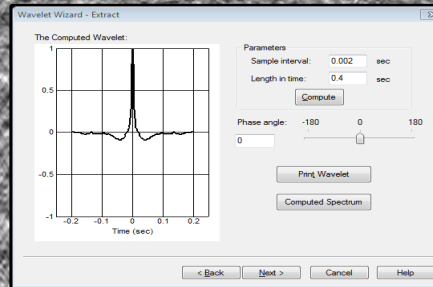 Wavelet Wizard - Extract
The Computed Wavelet:
1
0.5
0
-0.5
-1
-0.2 -0.1 0 0.1 0.2
Time (sec)
Parameters
Sample interval: 0.002 sec
Length in time: 0.4 sec
Compute
Phase angle: -180 0 180
0
Print Wavelet
Computed Spectrum
< Back Next > Cancel Help